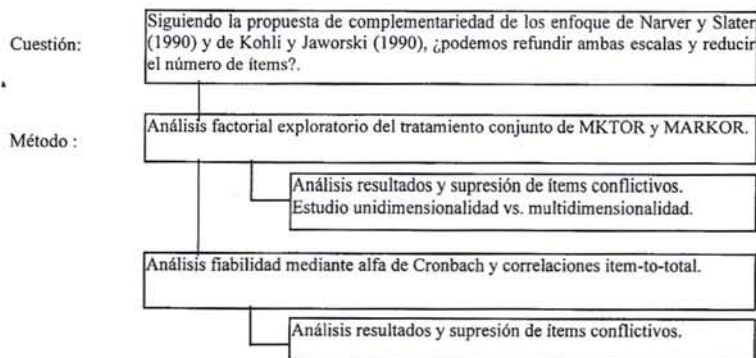 Cuestión:
Siguiendo la propuesta de complementariedad de los enfoque de Narver y Slater
(1990) y de Kohli y Jaworski (1990), ¿podemos refundir ambas escalas y reducir
el número de ítems?.
Método :
Análisis factorial exploratorio del tratamiento conjunto de MKTOR y MARKOR.
Análisis resultados y supresión de ítems conflictivos.
Estudio unidimensionalidad vs. multidimensionalidad.
Análisis fiabilidad mediante alfa de Cronbach y correlaciones item-to-total.
Análisis resultados y supresión de ítems conflictivos.